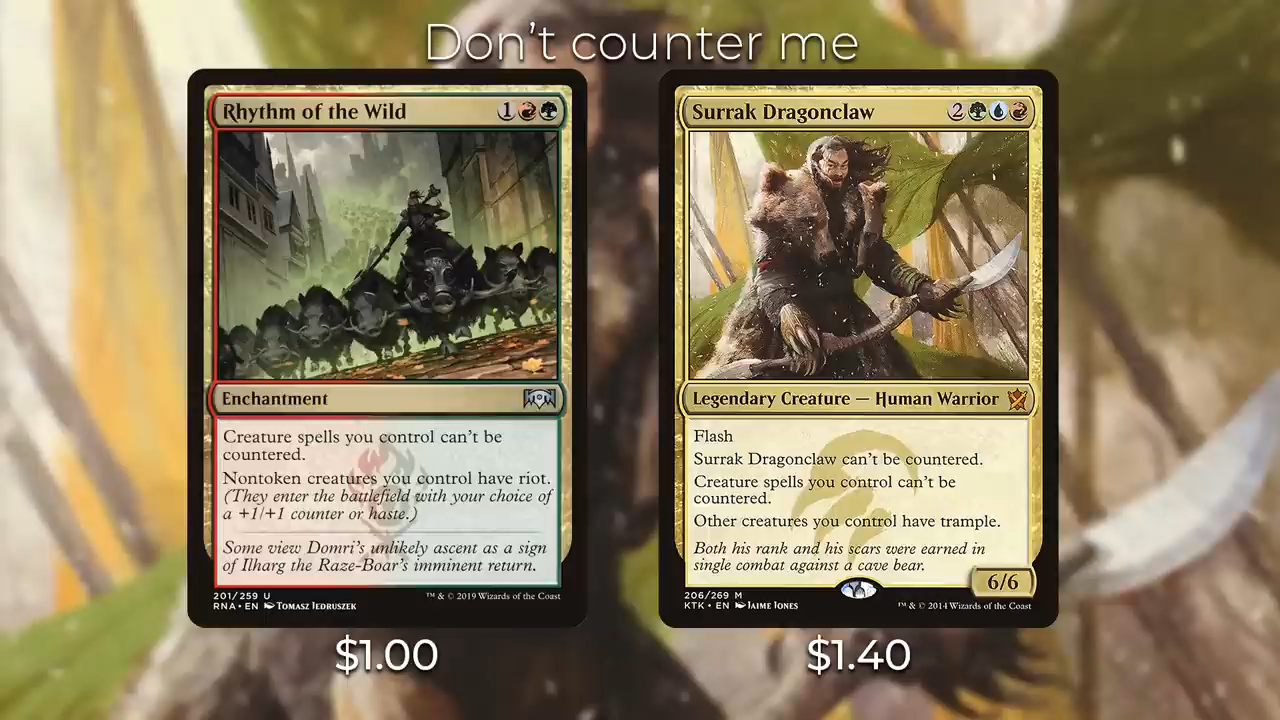 Don't counter me
Rhythm of the Wild
1
Enchantment
Creature spells you control can't be
countered.
Nontoken creatures you control have riot.
(They enter the battlefield with your choice of
a +1/+1 counter or haste.)
Some view Domri's unlikely ascent as a sign
of Ilharg the Raze-Boar's imminent return.
201/259 U
RNA • EN Tomasz Jedruszek
™ & © 2019 Wizards of the Coast
$1.00
Surrak Dragonclaw
2
Legendary Creature — Human Warrior
Flash
Surrak Dragonclaw can't be countered.
Creature spells you control can't be
countered.
Other creatures you control have trample.
Both his rank and his scars were earned in
single combat against a cave bear.
6/6
206/269 M
KTK • EN Jaime Jones
™ & © 2014 Wizards of the Coast
$1.40